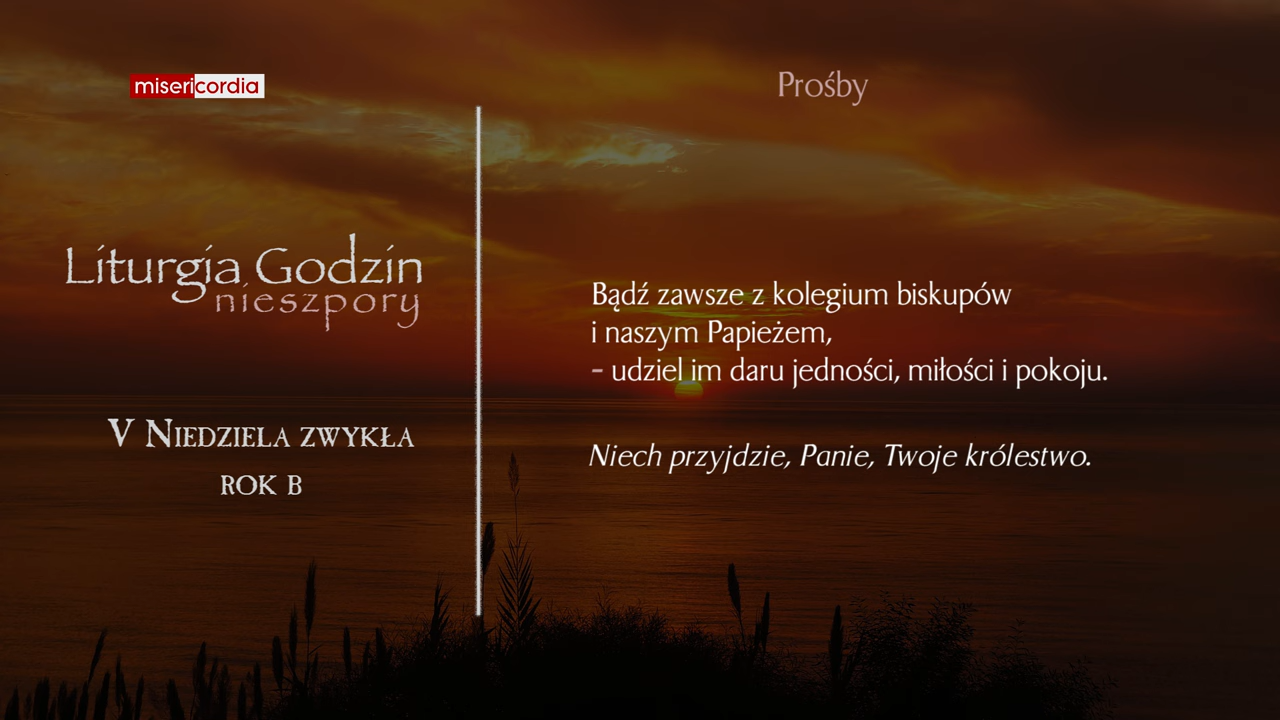 misericordia
Liturgia Godzin
nieszpory
V Niedziela zwykła
rok B
Prośby
Bądź zawsze z kolegium biskupów
i naszym Papieżem,
- udziel im daru jedności, miłości i pokoju.
Niech przyjdzie, Panie, Twoje królestwo.